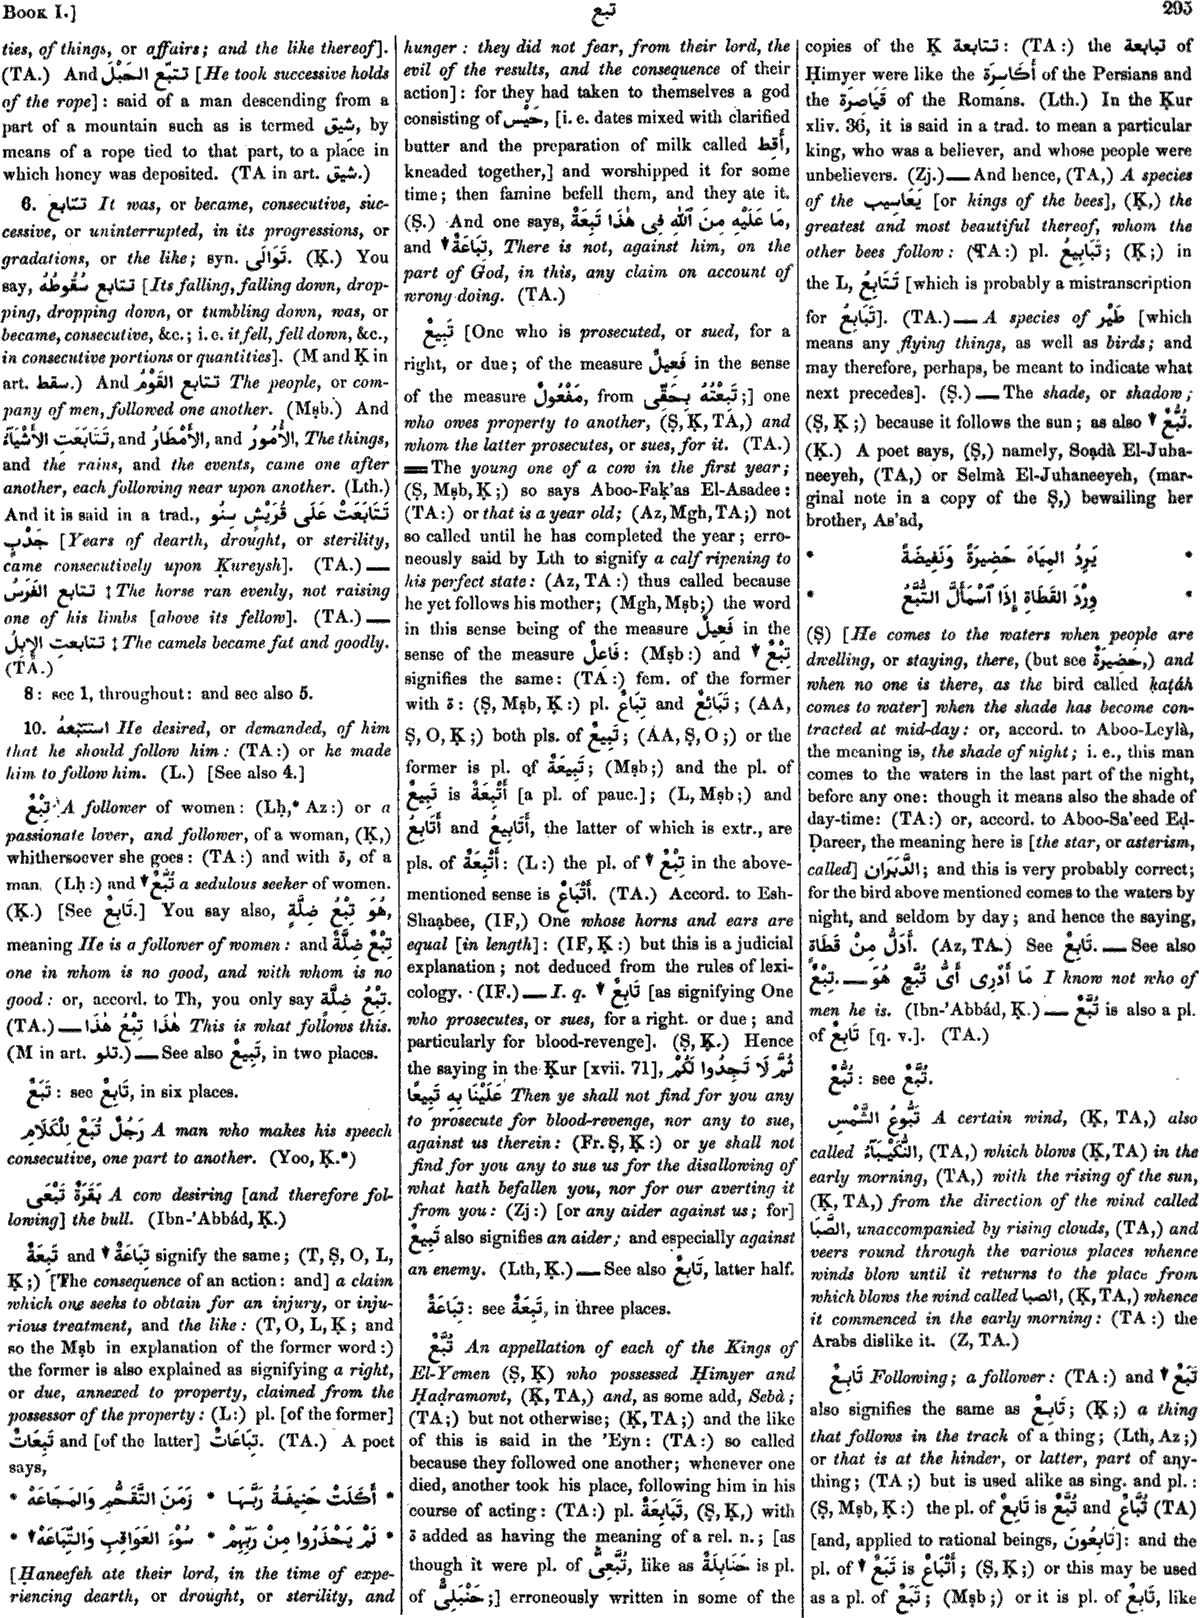 BOOK I.]
تبع
295
ties, of things, or affairs; and the like thereof].
(TA.) And تتبّع الحَبْلَ [He took successive holds
of the rope]: said of a man descending from a
part of a mountain such as is termed شيق, by
means of a rope tied to that part, to a place in
which honey was deposited. (TA in art. شيق.)
6. تتابع It was, or became, consecutive, suc-
cessive, or uninterrupted, in its progressions, or
gradations, or the like; syn. تَوَالَى. (Ḳ.) You
say, تتابع سُقُوطُهُ [Its falling, falling down, drop-
ping, dropping down, or tumbling down, was, or
became, consecutive, &c.; i. e. it fell, fell down, &c.,
in consecutive portions or quantities]. (M and Ḳ in
art. سقط.) And تتابع القَوْمُ The people, or com-
pany of men, followed one another. (Mṣb.) And
تَتَابَعَتِ الأَشْيَآءُ, and الأَمْطَارُ, and الأُمُورُ, The things,
and the rains, and the events, came one after
another, each following near upon another. (Lth.)
And it is said in a trad., تَتَابَعَتْ عَلَى قُرَيْشٍ سِنُو
جَدْبٍ [Years of dearth, drought, or sterility,
came consecutively upon Ḳureysh]. (TA.) —
تتابع الفَرَسُ ‡ The horse ran evenly, not raising
one of his limbs [above its fellow]. (TA.) —
تتابعت الإِبِلُ ‡ The camels became fat and goodly.
(TA.)
8: see 1, throughout: and see also 5.
10. استتبعهُ He desired, or demanded, of him
that he should follow him: (TA:) or he made
him to follow him. (L.) [See also 4.]
تِبْعٌ A follower of women: (Lḥ,* Az:) or a
passionate lover, and follower, of a woman, (Ḳ,)
whithersoever she goes: (TA:) and with ة, of a
man. (Lḥ:) and ▼ تُبَّعٌ a sedulous seeker of women.
(Ḳ.) [See تَابِعٌ.] You say also, هُوَ تِبْعُ ضِلَّةٍ,
meaning He is a follower of women: and تِبْعٌ ضِلَّةٌ
one in whom is no good, and with whom is no
good: or, accord. to Th, you only say تِبْعُ ضِلَّةٍ.
(TA.) — هٰذَا تِبْعُ هٰذَا This is what follows this.
(M in art. تلو.) — See also تَبِيعٌ, in two places.
تَبَعٌ: see تَابِعٌ, in six places.
رَجُلٌ تُبَعٌ لِلْكَلَامِ A man who makes his speech
consecutive, one part to another. (Yoo, Ḳ.*)
بَقَرَةٌ تَبْعَى A cow desiring [and therefore fol-
lowing] the bull. (Ibn-'Abbád, Ḳ.)
تَبِعَةٌ and ▼ تِبَاعَةٌ signify the same; (T, Ṣ, O, L,
Ḳ;) [The consequence of an action: and] a claim
which one seeks to obtain for an injury, or inju-
rious treatment, and the like: (T, O, L, Ḳ; and
so the Mṣb in explanation of the former word:)
the former is also explained as signifying a right,
or due, annexed to property, claimed from the
possessor of the property: (L:) pl. [of the former]
تَبِعَاتٌ and [of the latter] تِبَاعَاتٌ. (TA.) A poet
says,
* أَكَلَتْ حَنِيفَةُ رَبَّهَا * زَمَنَ التَّقَحُّمِ وَالمَجَاعَهْ *
* لَمْ يَحْذَرُوا مِنْ رَبِّهِمْ * سُوْءَ العَوَاقِبِ وَالتِّبَاعَهْ ▼ *
[Ḥaneefeh ate their lord, in the time of expe-
riencing dearth, or drought, or sterility, and
hunger: they did not fear, from their lord, the
evil of the results, and the consequence of their
action]: for they had taken to themselves a god
consisting of حَيْس, [i. e. dates mixed with clarified
butter and the preparation of milk called أَقِط,
kneaded together,] and worshipped it for some
time; then famine befell them, and they ate it.
(Ṣ.) And one says, مَا عَلَيْهِ مِنَ ٱللّٰهِ فِى هٰذَا تَبِعَةٌ,
and ▼ تِبَاعَةٌ, There is not, against him, on the
part of God, in this, any claim on account of
wrong doing. (TA.)
تَبِيعٌ [One who is prosecuted, or sued, for a
right, or due; of the measure فَعِيلٌ in the sense
of the measure مَفْعُولٌ, from تَبِعْتُهُ بِحَقِّى;] one
who owes property to another, (Ṣ, Ḳ, TA,) and
whom the latter prosecutes, or sues, for it. (TA.)
= The young one of a cow in the first year;
(Ṣ, Mṣb, Ḳ;) so says Aboo-Faḳ'as El-Asadee:
(TA:) or that is a year old; (Az, Mgh, TA;) not
so called until he has completed the year; erro-
neously said by Lth to signify a calf ripening to
his perfect state: (Az, TA:) thus called because
he yet follows his mother; (Mgh, Mṣb;) the word
in this sense being of the measure فَعِيلٌ in the
sense of the measure فَاعِلٌ: (Mṣb:) and ▼ تِبْعٌ
signifies the same: (TA:) fem. of the former
with ة: (Ṣ, Mṣb, Ḳ:) pl. تِبَاعٌ and تَبَائِعُ; (AA,
Ṣ, O, Ḳ;) both pls. of تَبِيعٌ; (AA, Ṣ, O;) or the
former is pl. of تَبِيعَةٌ; (Mṣb;) and the pl. of
تَبِيعٌ is أَتْبِعَةٌ [a pl. of pauc.]; (L, Mṣb;) and
أَتَابِعُ and أَتَابِيعُ, the latter of which is extr., are
pls. of أَتْبِعَةٌ: (L:) the pl. of ▼ تِبْعٌ in the above-
mentioned sense is أَتْبَاعٌ. (TA.) Accord. to Esh-
Shaạbee, (IF,) One whose horns and ears are
equal [in length]: (IF, Ḳ:) but this is a judicial
explanation; not deduced from the rules of lexi-
cology. (IF.) — I. q. ▼ تَابِعٌ [as signifying One
who prosecutes, or sues, for a right. or due; and
particularly for blood-revenge]. (Ṣ, Ḳ.) Hence
the saying in the Ḳur [xvii. 71], ثُمَّ لَا تَجِدُوا لَكُمْ
عَلَيْنَا بِهِ تَبِيعًا Then ye shall not find for you any
to prosecute for blood-revenge, nor any to sue,
against us therein: (Fr, Ṣ, Ḳ:) or ye shall not
find for you any to sue us for the disallowing of
what hath befallen you, nor for our averting it
from you: (Zj:) [or any aider against us; for]
تَبِيعٌ also signifies an aider; and especially against
an enemy. (Lth, Ḳ.) — See also تَابِعٌ, latter half.
تِبَاعَةٌ: see تَبِعَةٌ, in three places.
تُبَّعٌ An appellation of each of the Kings of
El-Yemen (Ṣ, Ḳ) who possessed Ḥimyer and
Ḥaḍramowt, (Ḳ, TA,) and, as some add, Sebà;
(TA;) but not otherwise; (Ḳ, TA;) and the like
of this is said in the 'Eyn: (TA:) so called
because they followed one another; whenever one
died, another took his place, following him in his
course of acting: (TA:) pl. تَبَابِعَةٌ, (Ṣ, Ḳ,) with
ة added as having the meaning of a rel. n.; [as
though it were pl. of تُبَّعِىٌّ, like as حَنَابِلَةٌ is pl.
of حَنْبَلِىٌّ;] erroneously written in some of the
copies of the Ḳ تتابعة: (TA:) the تبابعة of
Ḥimyer were like the أَكَاسِرَة of the Persians and
the قَيَاصِرَة of the Romans. (Lth.) In the Ḳur
xliv. 36, it is said in a trad. to mean a particular
king, who was a believer, and whose people were
unbelievers. (Zj.) — And hence, (TA,) A species
of the يَعَاسِيب [or kings of the bees], (Ḳ,) the
greatest and most beautiful thereof, whom the
other bees follow: (TA:) pl. تَبَابِيعُ; (Ḳ;) in
the L, تَتَابِعُ [which is probably a mistranscription
for تَبَابِعُ]. (TA.) — A species of طَيْر [which
means any flying things, as well as birds; and
may therefore, perhaps, be meant to indicate what
next precedes]. (Ṣ.) — The shade, or shadow;
(Ṣ, Ḳ;) because it follows the sun; as also ▼ تُبُّعٌ.
(Ḳ.) A poet says, (Ṣ,) namely, Soạdà El-Juha-
neeyeh, (TA,) or Selmà El-Juhaneeyeh, (mar-
ginal note in a copy of the Ṣ,) bewailing her
brother, As'ad,
* يَرِدُ المِيَاهَ حَضِيرَةً وَنَفِيضَةً *
* وِرْدَ القَطَاةِ إِذَا ٱسْمَأَلَّ التُّبَّعُ *
(Ṣ) [He comes to the waters when people are
dwelling, or staying, there, (but see حَضِيرَةٌ,) and
when no one is there, as the bird called ḳaṭáh
comes to water] when the shade has become con-
tracted at mid-day: or, accord. to Aboo-Leylà,
the meaning is, the shade of night; i. e., this man
comes to the waters in the last part of the night,
before any one: though it means also the shade of
day-time: (TA:) or, accord. to Aboo-Sa'eed Eḍ-
Ḍareer, the meaning here is [the star, or asterism,
called] الدَّبَرَان; and this is very probably correct;
for the bird above mentioned comes to the waters by
night, and seldom by day; and hence the saying,
أَدَلُّ مِنْ قَطَاةٍ. (Az, TA.) See تَابِعٌ. — See also
تِبْعٌ. — مَا أَدْرِى أَىُّ تُبَّعٍ هُوَ I know not who of
men he is. (Ibn-'Abbád, Ḳ.) — تُبَّعٌ is also a pl.
of تَابِعٌ [q. v.]. (TA.)
تُبُّعٌ: see تُبَّعٌ.
تَبُّوعُ الشَّمْسِ A certain wind, (Ḳ, TA,) also
called النُّكَيْبَآءُ, (TA,) which blows (Ḳ, TA) in the
early morning, (TA,) with the rising of the sun,
(Ḳ, TA,) from the direction of the wind called
الصَّبَا, unaccompanied by rising clouds, (TA,) and
veers round through the various places whence
winds blow until it returns to the place from
which blows the wind called الصبا, (Ḳ, TA,) whence
it commenced in the early morning: (TA:) the
Arabs dislike it. (Z, TA.)
تَابِعٌ Following; a follower: (TA:) and ▼ تَبَعٌ
also signifies the same as تَابِعٌ; (Ḳ;) a thing
that follows in the track of a thing; (Lth, Az;)
or that is at the hinder, or latter, part of any-
thing; (TA;) but is used alike as sing. and pl.:
(Ṣ, Mṣb, Ḳ:) the pl. of تَابِعٌ is تُبَّعٌ and تُبَّاعٌ (TA)
[and, applied to rational beings, تَابِعُونَ]: and the
pl. of ▼ تَبَعٌ is أَتْبَاعٌ; (Ṣ, Ḳ;) or this may be used
as a pl. of تَبَعٌ; (Mṣb;) or it is pl. of تَابِعٌ, like